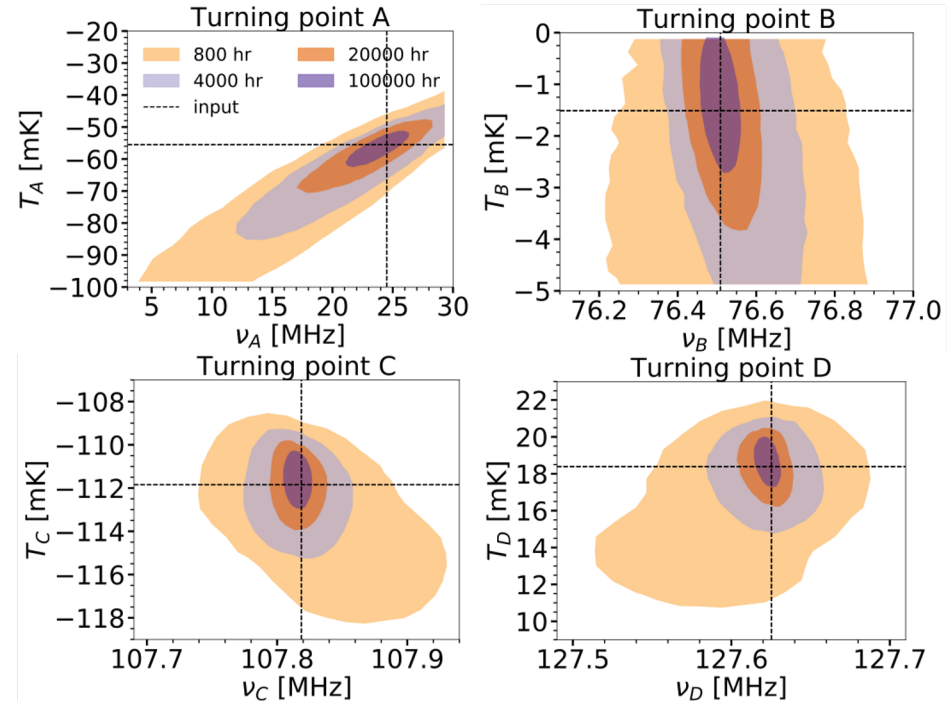 Turning point A
800 hr
20000 hr
4000 hr
100000 hr
input
−20
−30
−40
−50
−60
−70
−80
−90
−100
T_A [mK]
5 10 15 20 25 30
ν_A [MHz]
Turning point B
0
−1
−2
−3
−4
−5
T_B [mK]
76.2 76.4 76.6 76.8 77.0
ν_B [MHz]
Turning point C
−108
−110
−112
−114
−116
−118
T_C [mK]
107.7 107.8 107.9
ν_C [MHz]
Turning point D
22
20
18
16
14
12
10
T_D [mK]
127.5 127.6 127.7
ν_D [MHz]